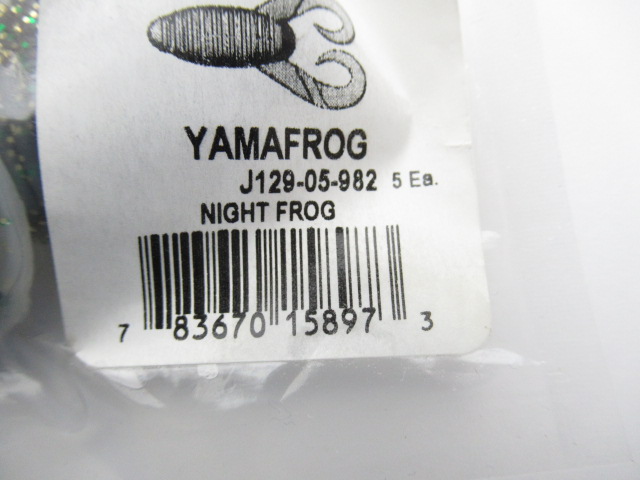 YAMAFROG
J129-05-982 5 Ea.
NIGHT FROG
7 83670 15897 3